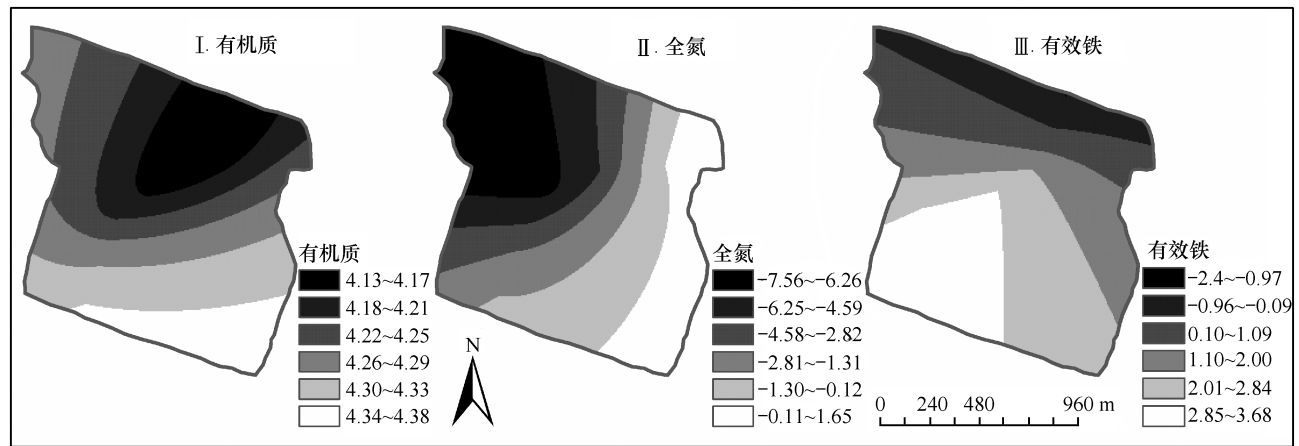 Ⅰ. 有机质
Ⅱ. 全氮
Ⅲ. 有效铁
有机质
4.13~4.17
4.18~4.21
4.22~4.25
4.26~4.29
4.30~4.33
4.34~4.38
N
全氮
-7.56~-6.26
-6.25~-4.59
-4.58~-2.82
-2.81~-1.31
-1.30~-0.12
-0.11~1.65
有效铁
-2.4~-0.97
-0.96~-0.09
0.10~1.09
1.10~2.00
2.01~2.84
2.85~3.68
0 240 480 960 m